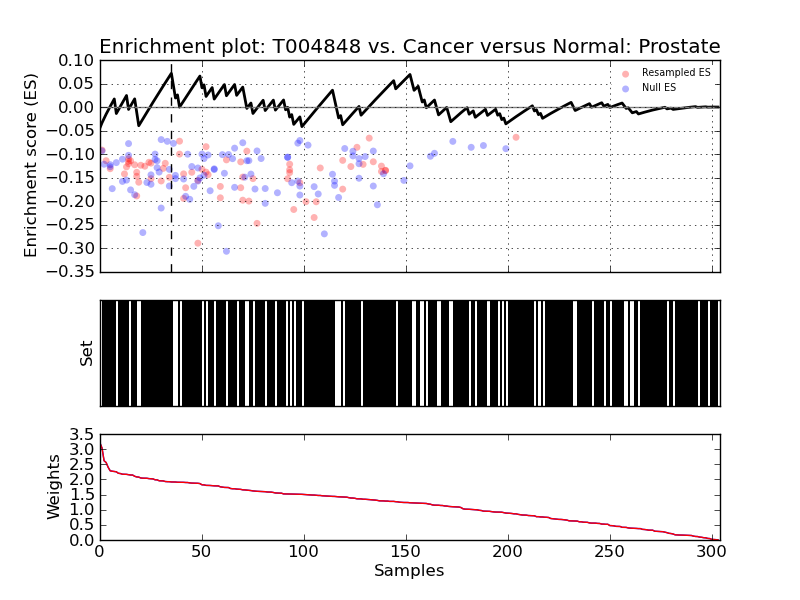 Enrichment plot: T004848 vs. Cancer versus Normal: Prostate
Enrichment score (ES)
0.10
0.05
0.00
−0.05
−0.10
−0.15
−0.20
−0.25
−0.30
−0.35
Resampled ES
Null ES
Set
Weights
3.5
3.0
2.5
2.0
1.5
1.0
0.5
0.0
0 50 100 150 200 250 300
Samples